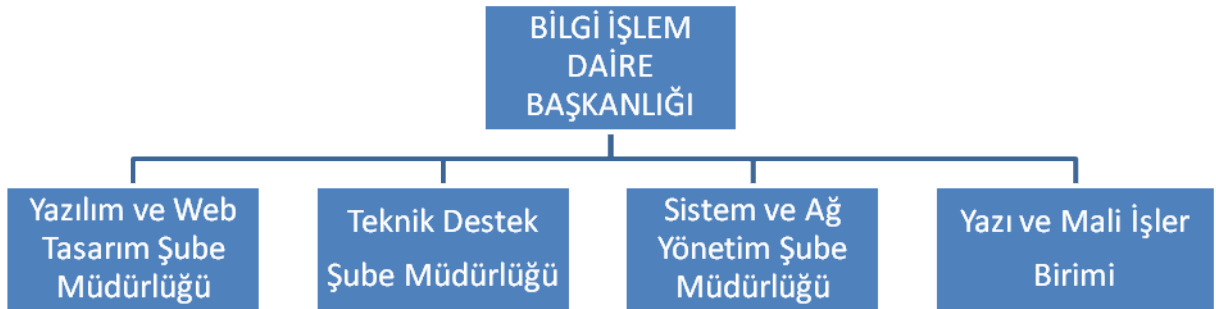 BİLGİ İŞLEM
DAİRE
BAŞKANLIĞI
Yazılım ve Web
Tasarım Şube
Müdürlüğü
Teknik Destek
Şube Müdürlüğü
Sistem ve Ağ
Yönetim Şube
Müdürlüğü
Yazı ve Mali İşler
Birimi